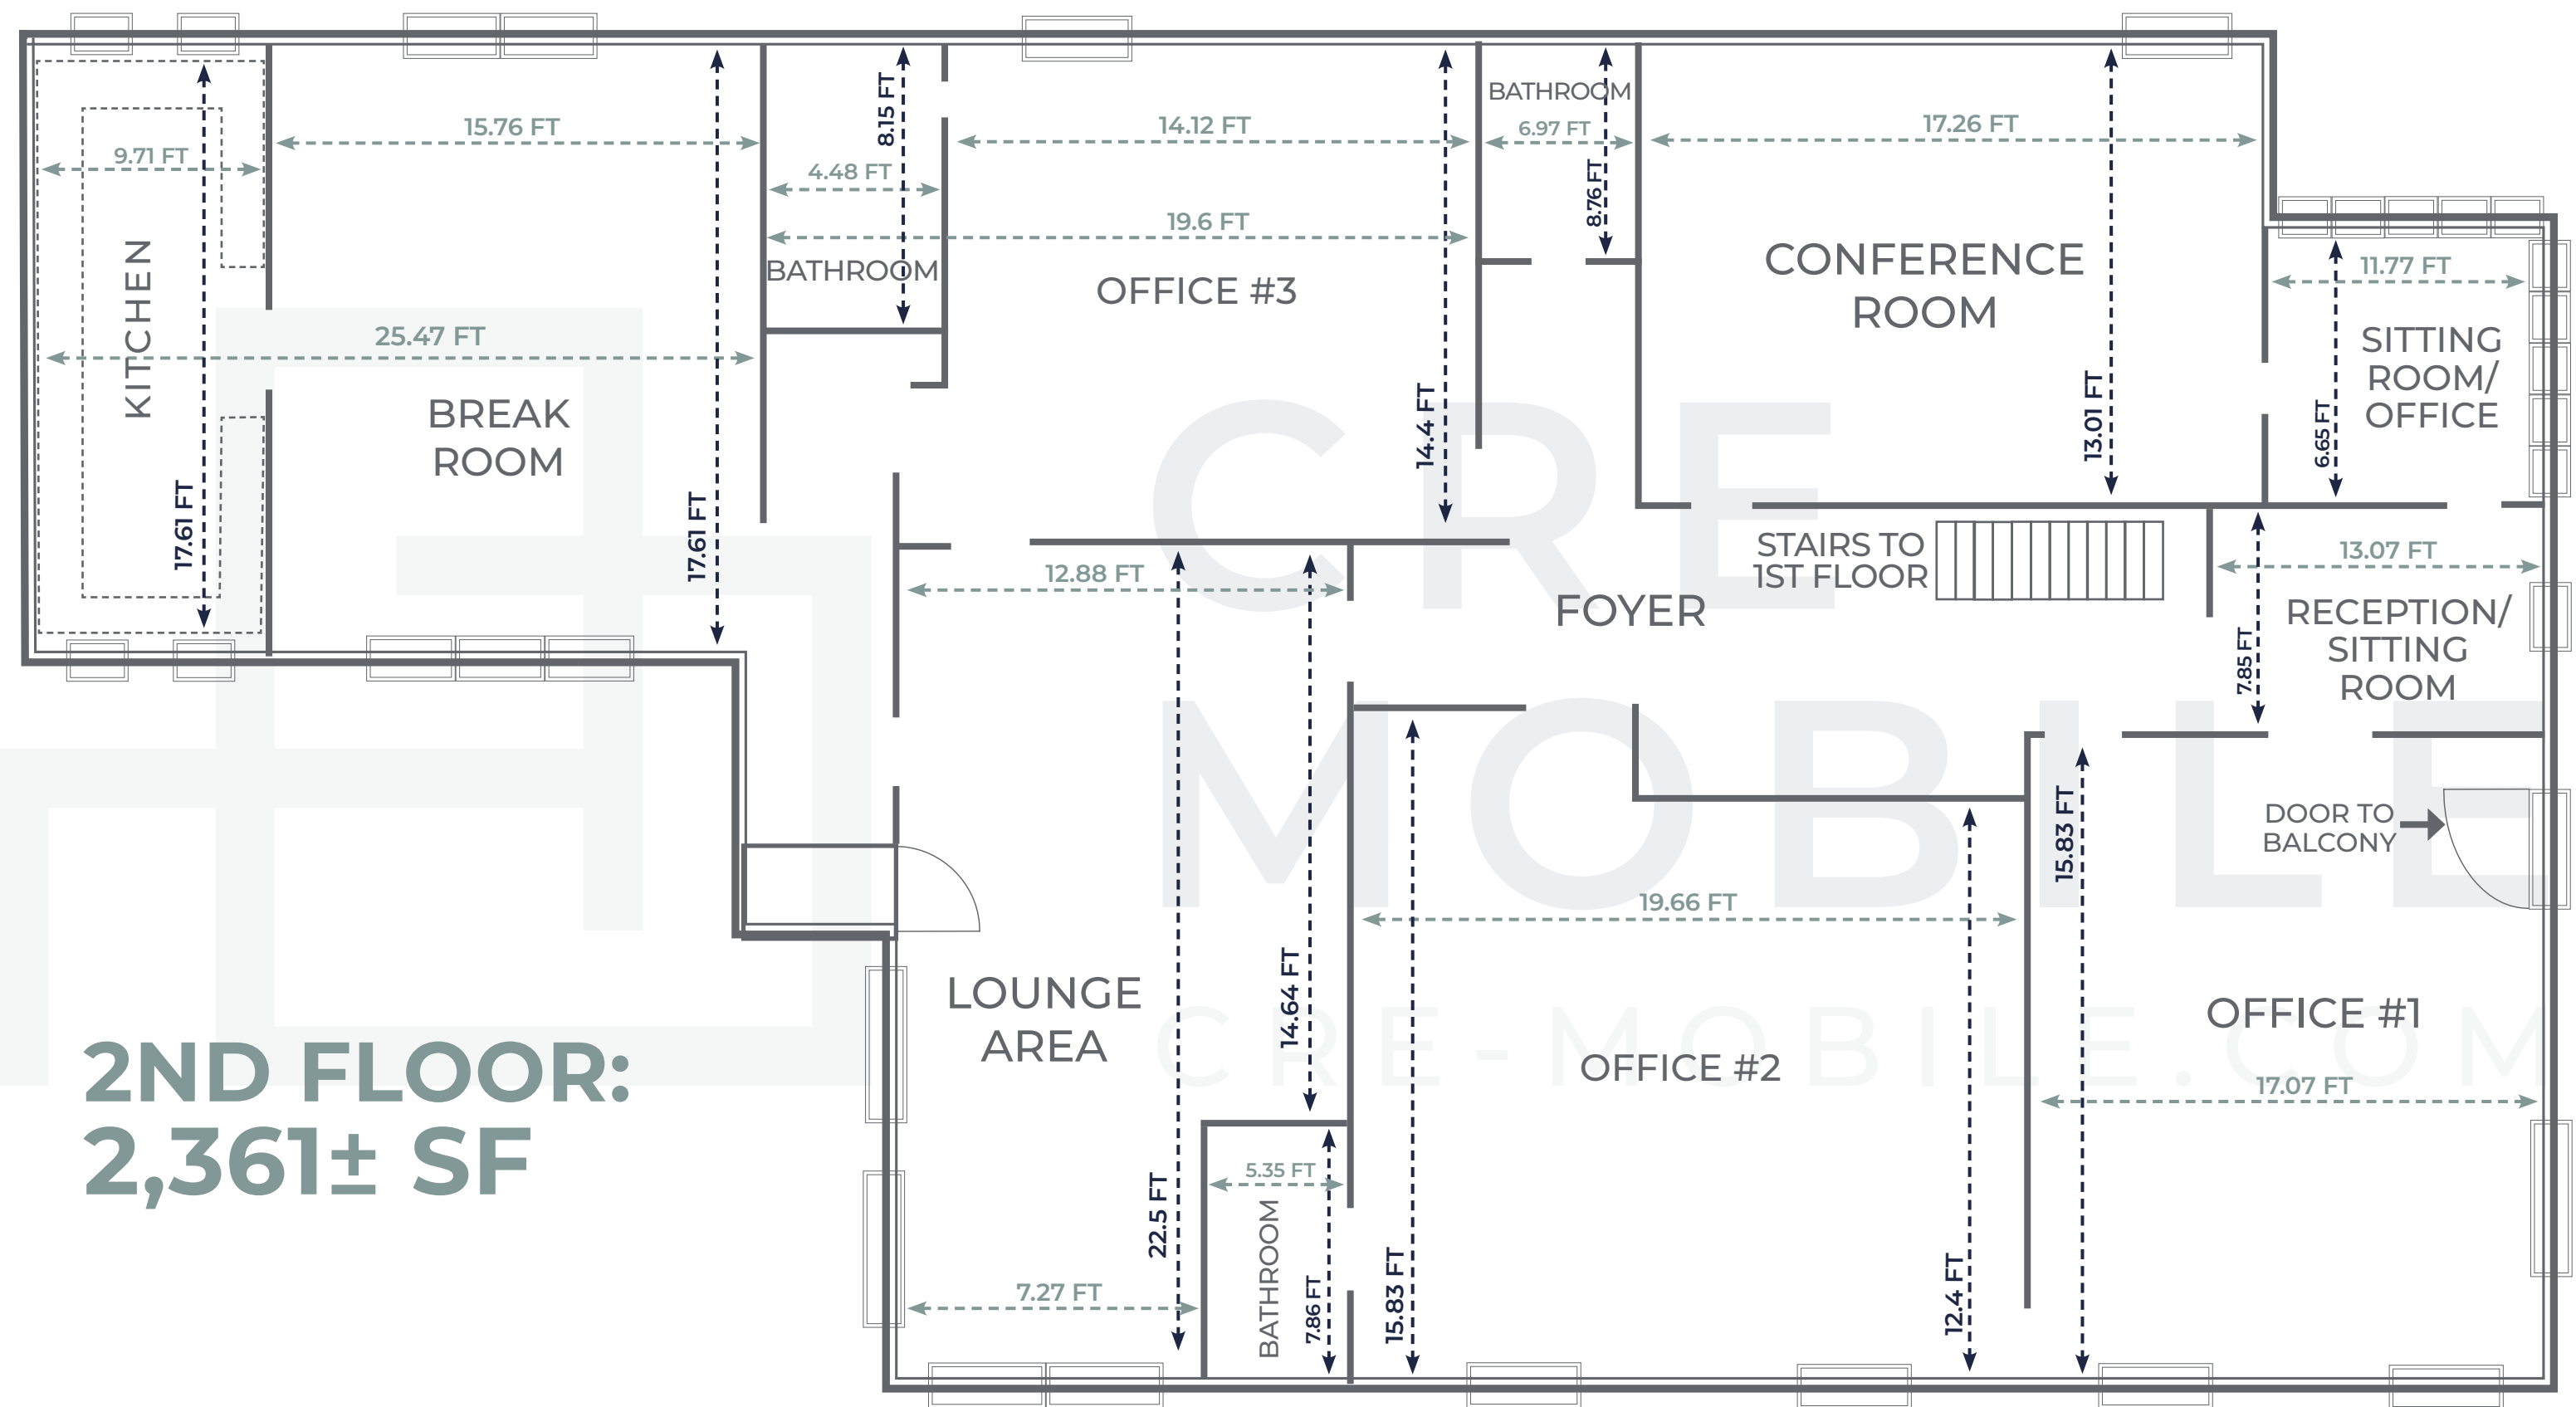 15.76 FT
8.15 FT
14.12 FT
BATHROOM
6.97 FT
17.26 FT
9.71 FT
4.48 FT
8.76 FT
19.6 FT
KITCHEN
BATHROOM
OFFICE #3
CONFERENCE
ROOM
11.77 FT
SITTING
ROOM/
OFFICE
25.47 FT
BREAK
ROOM
14.4 FT
13.01 FT
6.65 FT
17.61 FT
17.61 FT
CRE
12.88 FT
FOYER
STAIRS TO
1ST FLOOR
13.07 FT
RECEPTION/
SITTING
ROOM
7.85 FT
MOBILE
15.83 FT
DOOR TO
BALCONY
19.66 FT
LOUNGE
AREA
14.64 FT
CRE-MOBILE.COM
OFFICE #2
OFFICE #1
17.07 FT
2ND FLOOR:
2,361± SF
5.35 FT
22.5 FT
BATHROOM
7.27 FT
7.86 FT
15.83 FT
12.4 FT